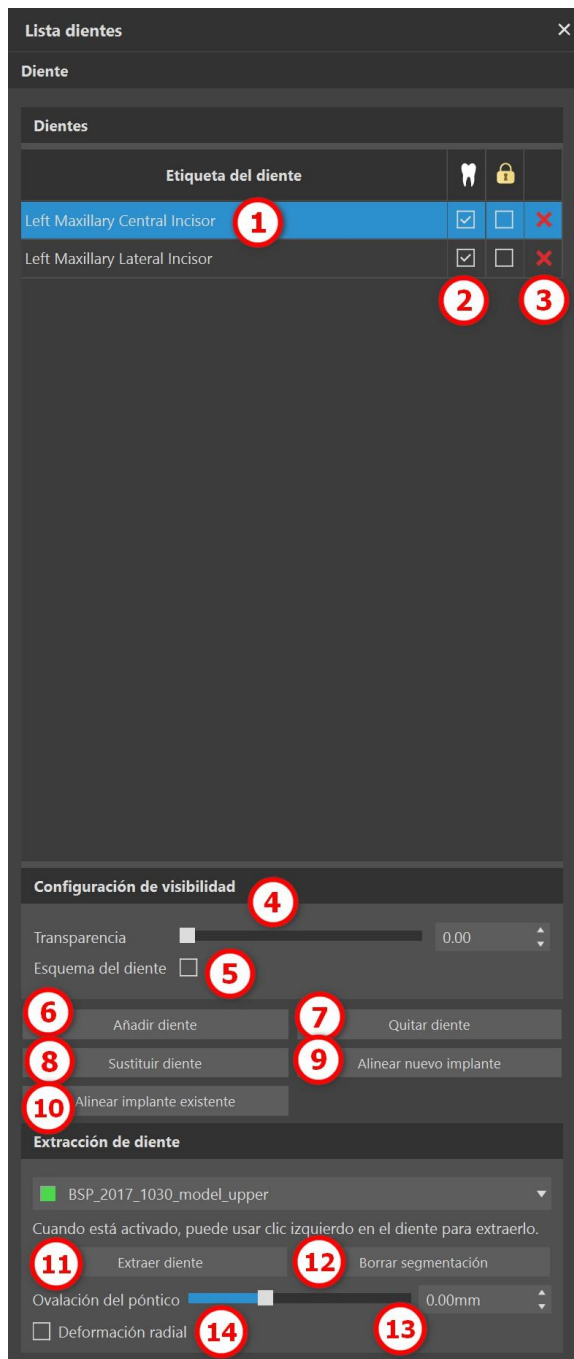 Lista dientes
Diente
Dientes
Etiqueta del diente
Left Maxillary Central Incisor 1
Left Maxillary Lateral Incisor
2 3
Configuración de visibilidad
4
Transparencia 0.00
Esquema del diente 5
6 Añadir diente 7 Quitar diente
8 Sustituir diente 9 Alinear nuevo implante
10 Alinear implante existente
Extracción de diente
BSP_2017_1030_model_upper
Cuando está activado, puede usar clic izquierdo en el diente para extraerlo.
11 Extraer diente 12 Borrar segmentación
Ovalación del póntico 0.00mm
Deformación radial 14 13